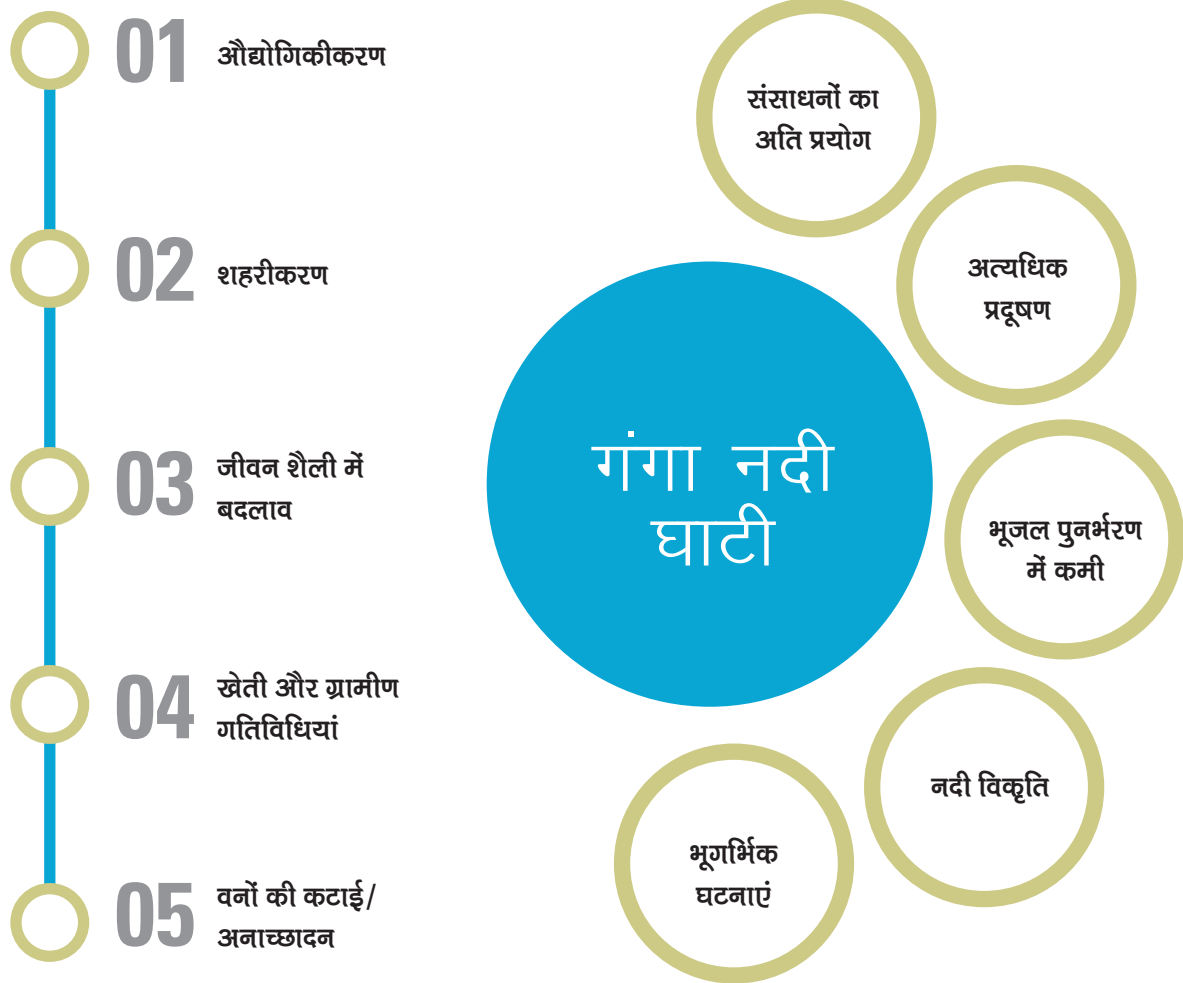 01
औद्योगिकीकरण
02
शहरीकरण
03
जीवन शैली में
बदलाव
04
खेती और ग्रामीण
गतिविधियां
05
वनों की कटाई/
अनाच्छादन
गंगा नदी
घाटी
संसाधनों का
अति प्रयोग
अत्यधिक
प्रदूषण
भूजल पुनर्भरण
में कमी
नदी विकृति
भूगर्भिक
घटनाएं